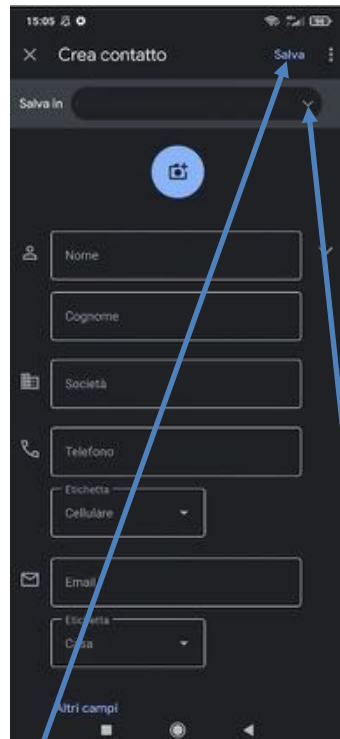 15:05
Crea contatto Salva
Salva in
Nome
Cognome
Società
Telefono
Etichetta
Cellulare
Email
Etichetta
Casa
Altri campi